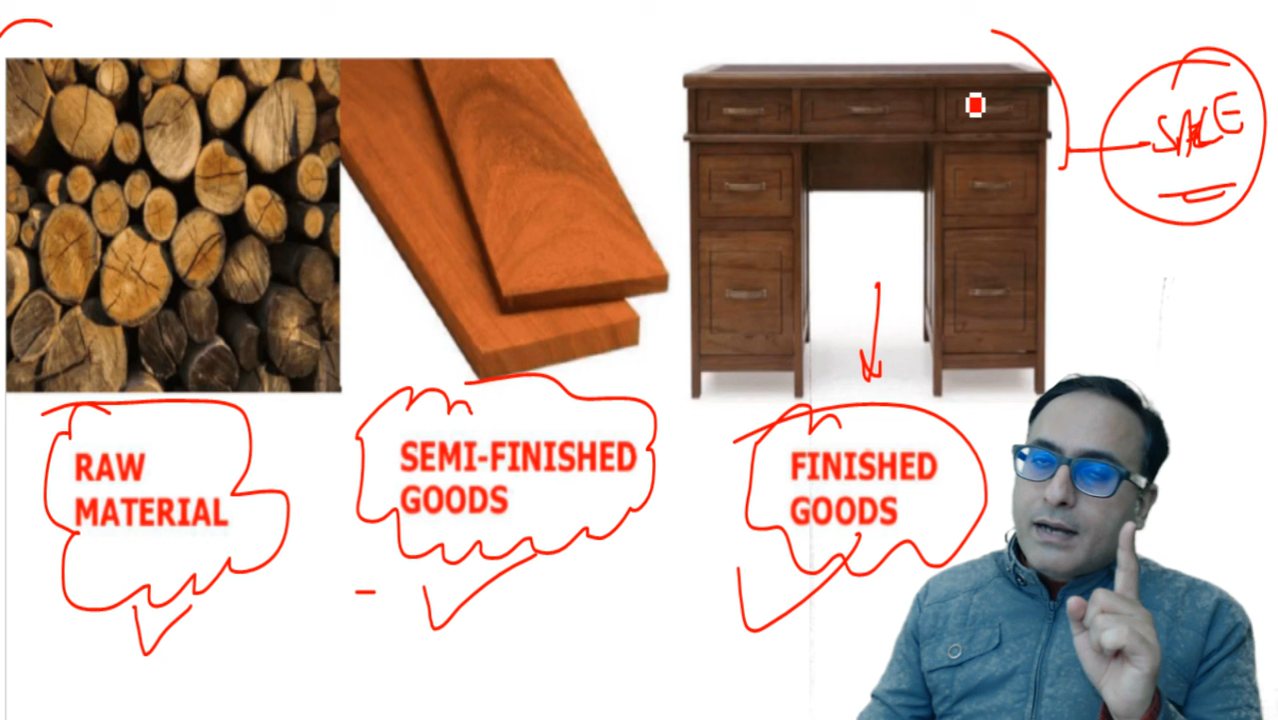 SALE
RAW
MATERIAL
SEMI-FINISHED
GOODS
FINISHED
GOODS